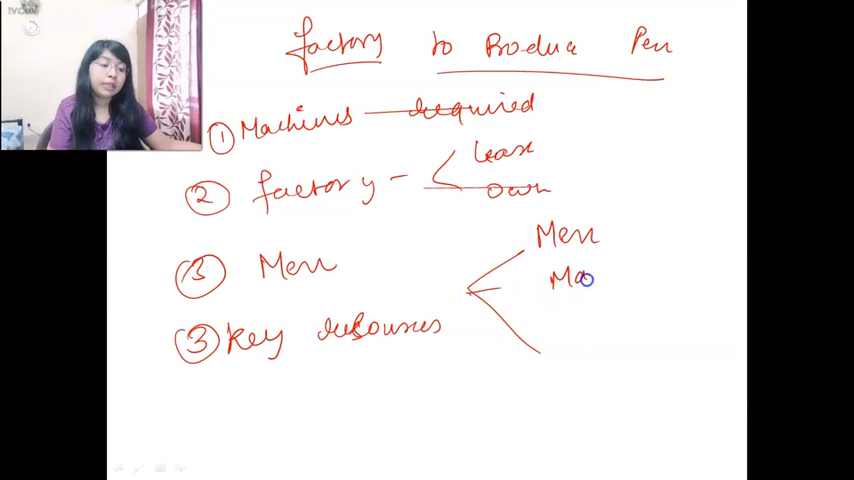 factory to Produce Pen
① Machines required
② factory - Lease
Own
③ Men
Men
Ma
③ Key resources